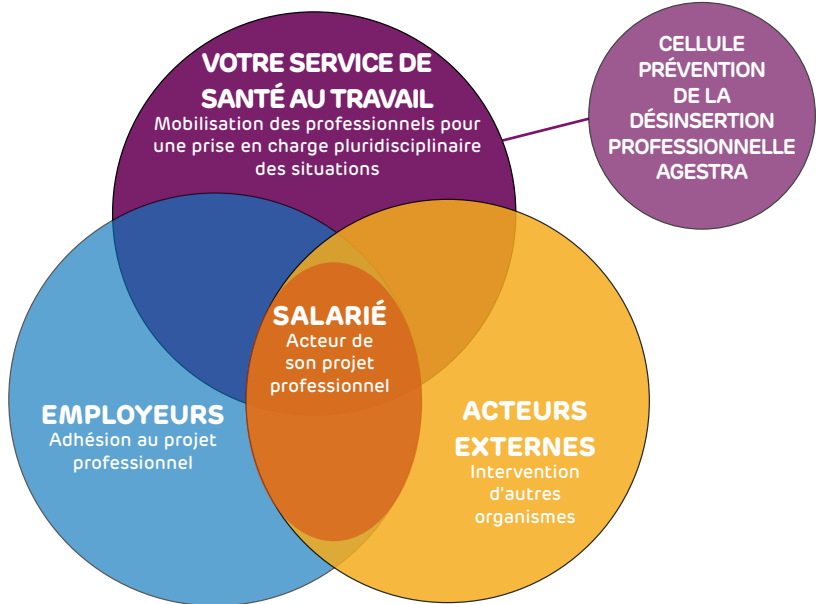 VOTRE SERVICE DE
SANTÉ AU TRAVAIL
Mobilisation des professionnels pour
une prise en charge pluridisciplinaire
des situations
CELLULE
PRÉVENTION
DE LA
DÉSINSERTION
PROFESSIONNELLE
AGESTRA
SALARIÉ
Acteur de
son projet
professionnel
EMPLOYEURS
Adhésion au projet
professionnel
ACTEURS
EXTERNES
Intervention
d'autres
organismes